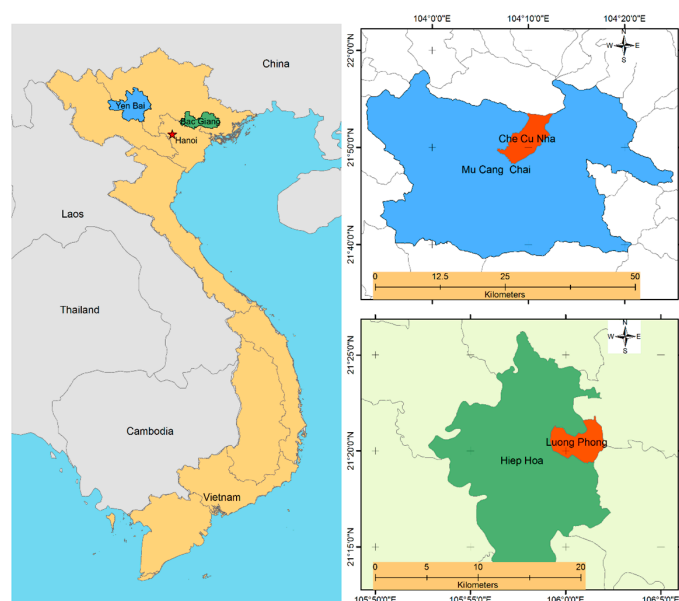 China
Yen Bai
Bac Giang
Hanoi
Laos
Thailand
Cambodia
Vietnam
104°0'0"E 104°10'0"E 104°20'0"E
22°0'0"N
21°50'0"N
21°40'0"N
N
W E
S
Che Cu Nha
Mu Cang Chai
0 12.5 25 50
Kilometers
N
W E
S
21°25'0"N
21°20'0"N
21°15'0"N
Luong Phong
Hiep Hoa
0 5 10 20
Kilometers
105°50'0"E 105°55'0"E 106°0'0"E 106°5'0"E